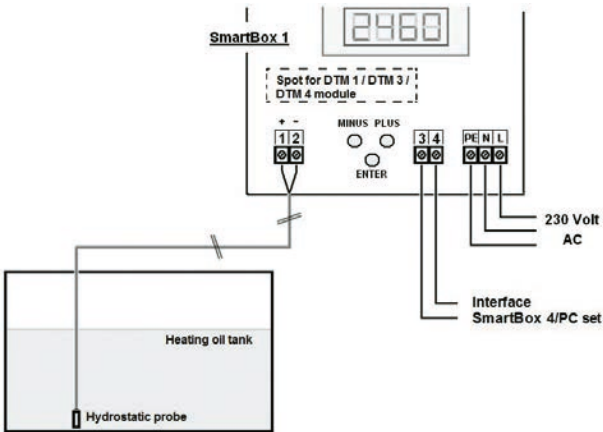 2460
SmartBox 1
Spot for DTM 1 / DTM 3 /
DTM 4 module
+ -
MINUS PLUS
1 2
3 4
PE N L
ENTER
230 Volt
AC
Interface
SmartBox 4/PC set
Heating oil tank
Hydrostatic probe